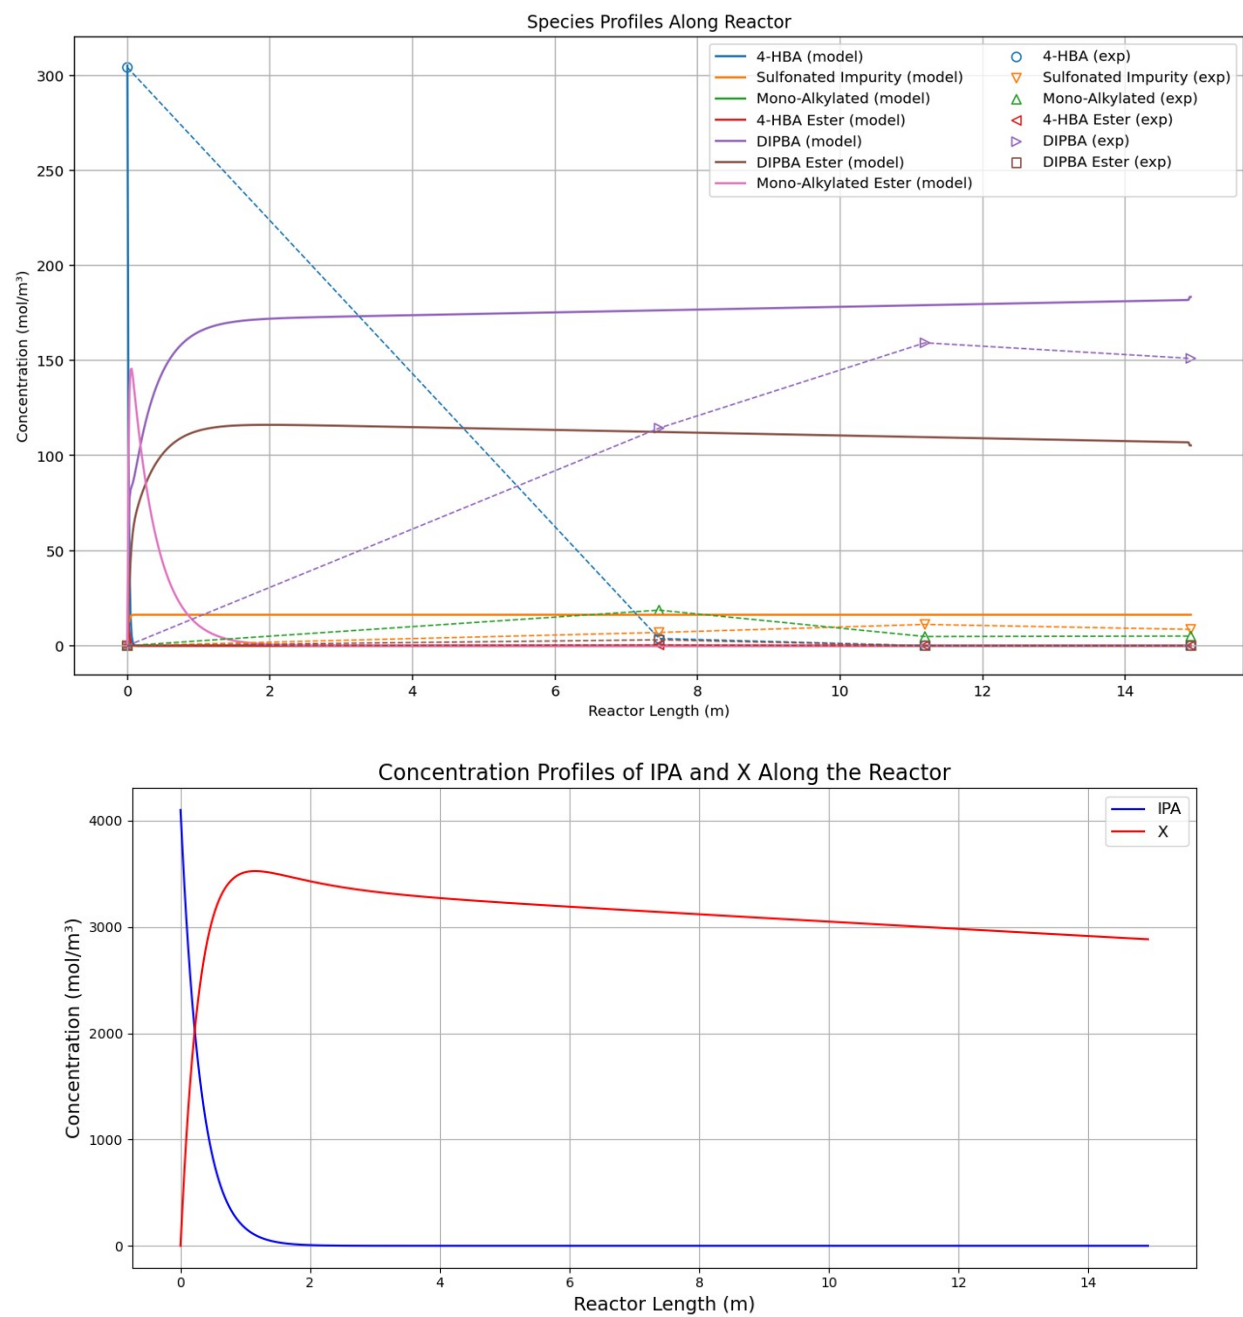 Species Profiles Along Reactor
4-HBA (model)
Sulfonated Impurity (model)
Mono-Alkylated (model)
4-HBA Ester (model)
DIPBA (model)
DIPBA Ester (model)
Mono-Alkylated Ester (model)
4-HBA (exp)
Sulfonated Impurity (exp)
Mono-Alkylated (exp)
4-HBA Ester (exp)
DIPBA (exp)
DIPBA Ester (exp)
Concentration (mol/m³)
300
250
200
150
100
50
0
0 2 4 6 8 10 12 14
Reactor Length (m)
Concentration Profiles of IPA and X Along the Reactor
IPA
X
Concentration (mol/m³)
4000
3000
2000
1000
0
0 2 4 6 8 10 12 14
Reactor Length (m)